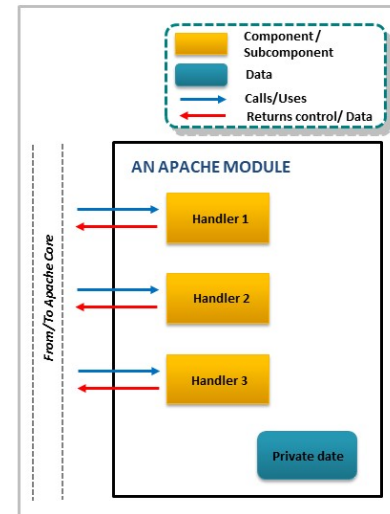 Component /
Subcomponent
Data
Calls/Uses
Returns control/ Data
AN APACHE MODULE
From/To Apache Core
Handler 1
Handler 2
Handler 3
Private date